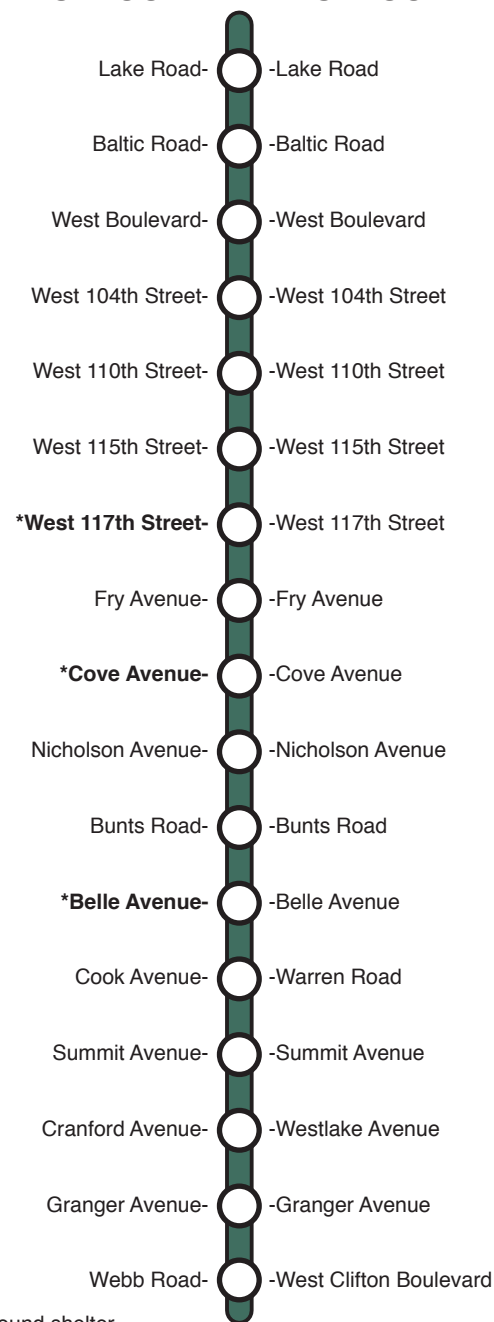 Lake Road- -Lake Road
Baltic Road- -Baltic Road
West Boulevard- -West Boulevard
West 104th Street- -West 104th Street
West 110th Street- -West 110th Street
West 115th Street- -West 115th Street
*West 117th Street- -West 117th Street
Fry Avenue- -Fry Avenue
*Cove Avenue- -Cove Avenue
Nicholson Avenue- -Nicholson Avenue
Bunts Road- -Bunts Road
*Belle Avenue- -Belle Avenue
Cook Avenue- -Warren Road
Summit Avenue- -Summit Avenue
Cranford Avenue- -Westlake Avenue
Granger Avenue- -Granger Avenue
Webb Road- -West Clifton Boulevard
shelter